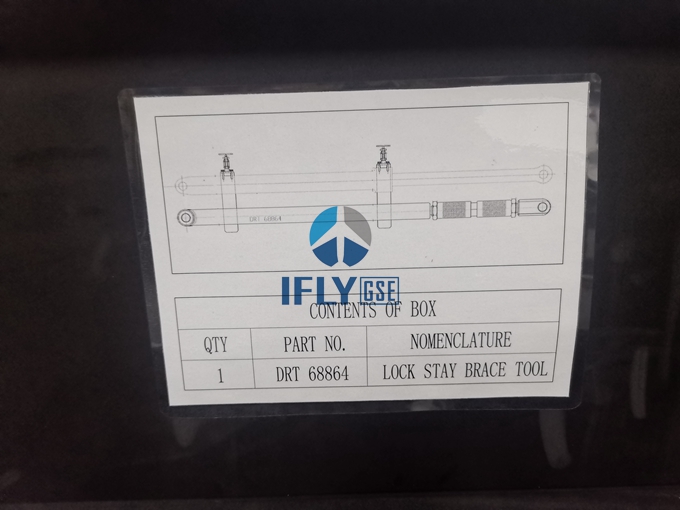 DRT 68864
IFLY GSE
CONTENTS OF BOX
QTY PART NO. NOMENCLATURE
1 DRT 68864 LOCK STAY BRACE TOOL